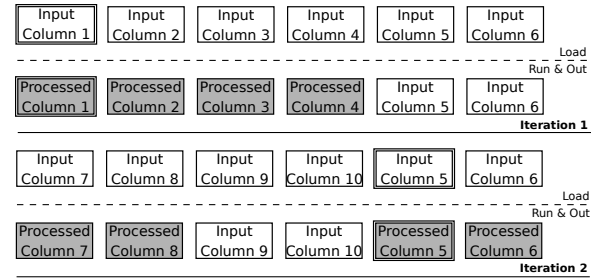 Input Input Input Input Input Input
Column 1 Column 2 Column 3 Column 4 Column 5 Column 6
Load
Run & Out
Processed Processed Processed Processed Input Input
Column 1 Column 2 Column 3 Column 4 Column 5 Column 6
Iteration 1
Input Input Input Input Input Input
Column 7 Column 8 Column 9 Column 10 Column 5 Column 6
Load
Run & Out
Processed Processed Input Input Processed Processed
Column 7 Column 8 Column 9 Column 10 Column 5 Column 6
Iteration 2